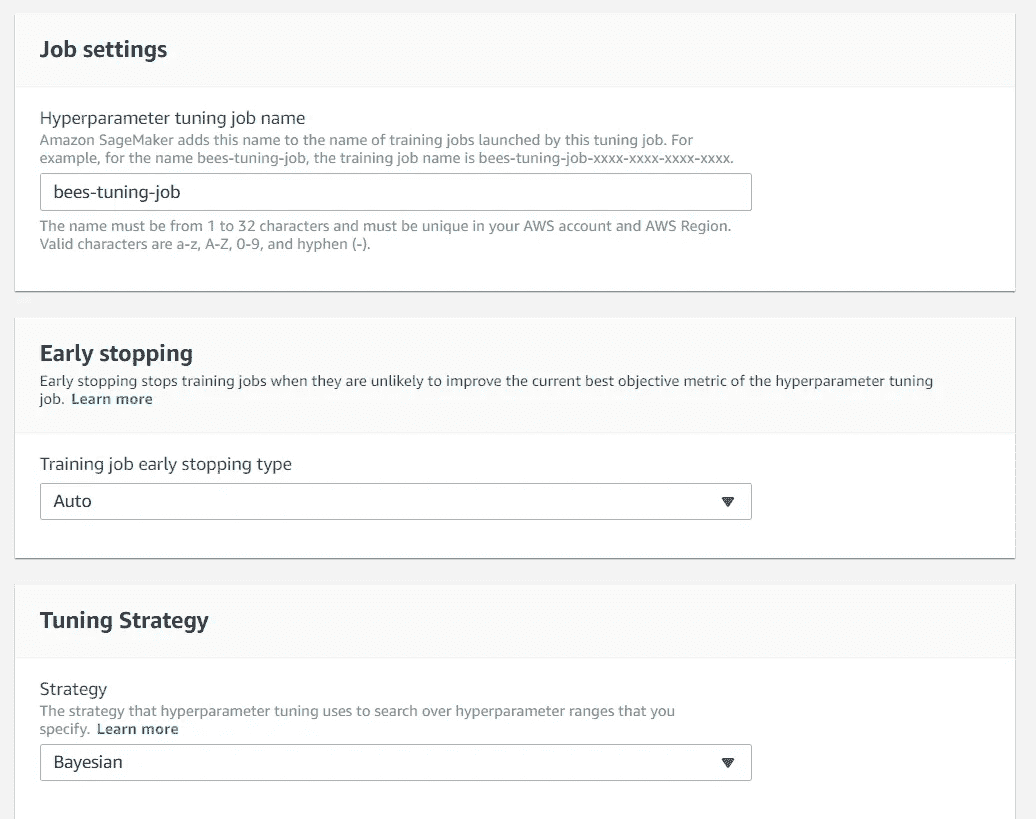 Job settings
Hyperparameter tuning job name
Amazon SageMaker adds this name to the name of training jobs launched by this tuning job. For
example, for the name bees-tuning-job, the training job name is bees-tuning-job-xxxx-xxxx-xxxx-xxxx.
bees-tuning-job
The name must be from 1 to 32 characters and must be unique in your AWS account and AWS Region.
Valid characters are a-z, A-Z, 0-9, and hyphen (-).
Early stopping
Early stopping stops training jobs when they are unlikely to improve the current best objective metric of the hyperparameter tuning
job. Learn more
Training job early stopping type
Auto
Tuning Strategy
Strategy
The strategy that hyperparameter tuning uses to search over hyperparameter ranges that you
specify. Learn more
Bayesian